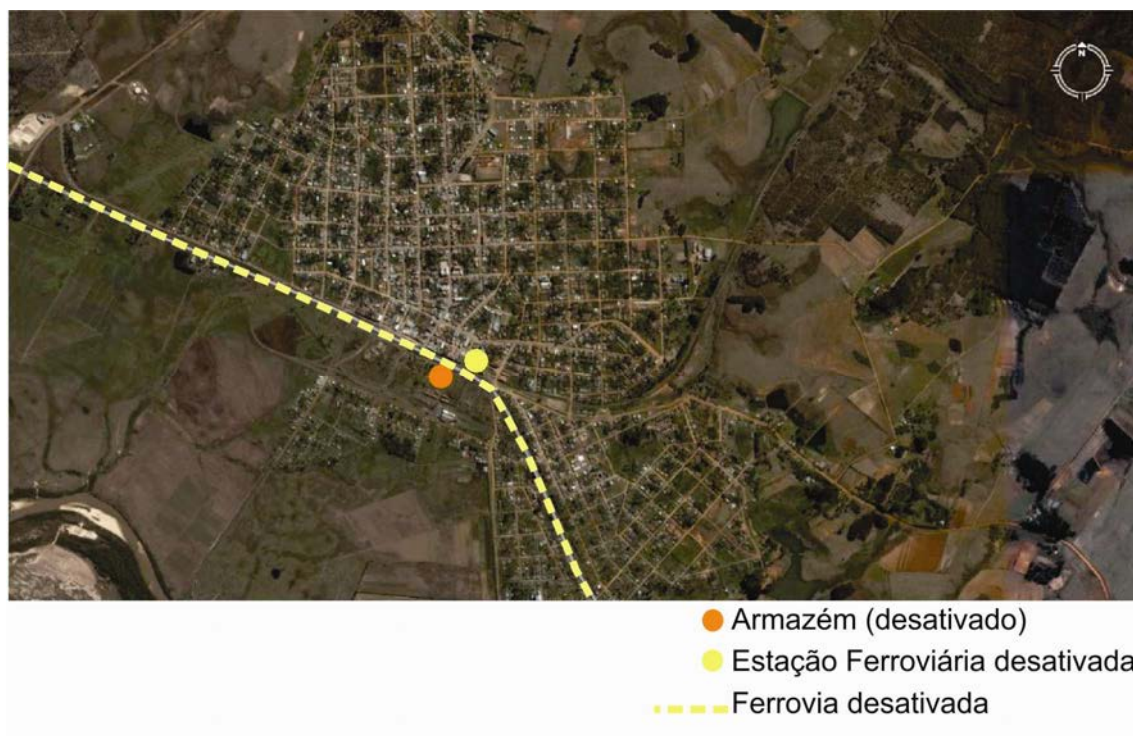 N
Armazém (desativado)
Estação Ferroviária desativada
Ferrovia desativada